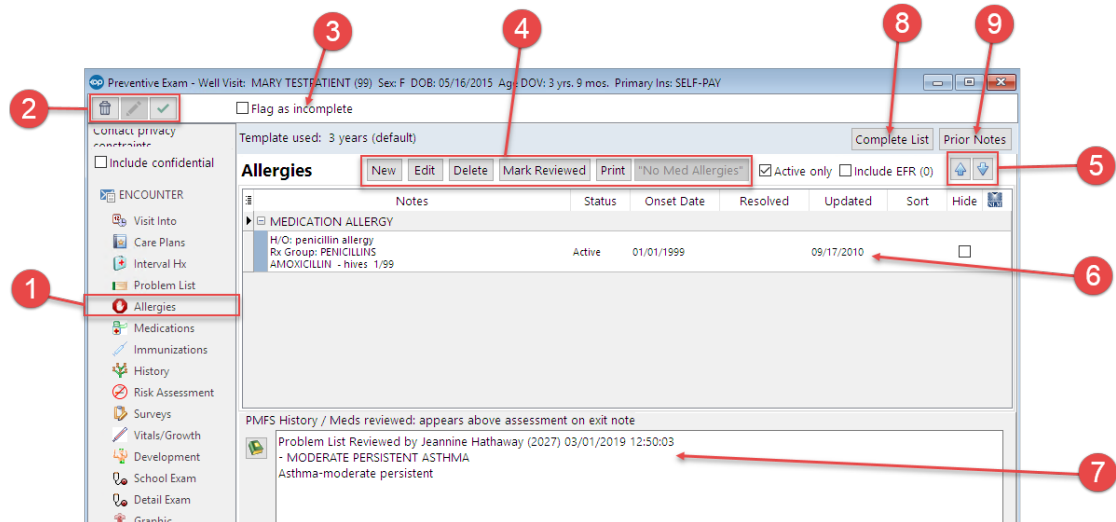 8
9
3
4
Preventive Exam - Well Visit: MARY TESTPATIENT (99) Sex: F DOB: 05/16/2015 Age DOV: 3 yrs. 9 mos. Primary Ins: SELF-PAY
2
Flag as incomplete
Contact privacy
constraints
Template used: 3 years (default)
Complete List
Prior Notes
Include confidential
Allergies
New
Edit
Delete
Mark Reviewed
Print
"No Med Allergies"
Active only
Include EFR (0)
5
ENCOUNTER
Notes
Status
Onset Date
Resolved
Updated
Sort
Hide
Visit Into
MEDICATION ALLERGY
Care Plans
H/O: penicillin allergy
Rx Group: PENICILLINS
Active
01/01/1999
09/17/2010
AMOXICILLIN - hives 1/99
Interval Hx
6
Problem List
1
Allergies
Medications
Immunizations
History
Risk Assessment
Surveys
PMFS History / Meds reviewed: appears above assessment on exit note
Vitals/Growth
Problem List Reviewed by Jeannine Hathaway (2027) 03/01/2019 12:50:03
Development
- MODERATE PERSISTENT ASTHMA
7
School Exam
Asthma-moderate persistent
Detail Exam
Graphic